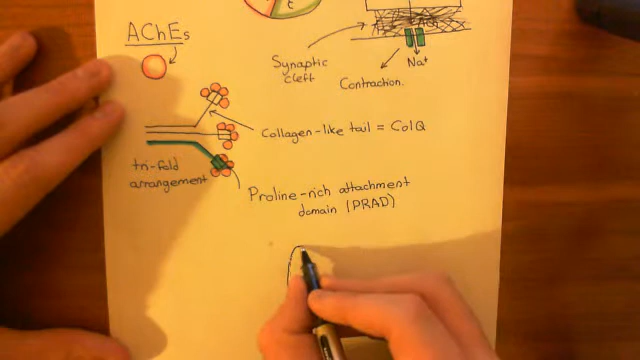 AChEs
Synaptic
cleft
Na+
Contraction.
Collagen-like tail = ColQ
tri-fold
arrangement
Proline-rich attachment
domain (PRAD)